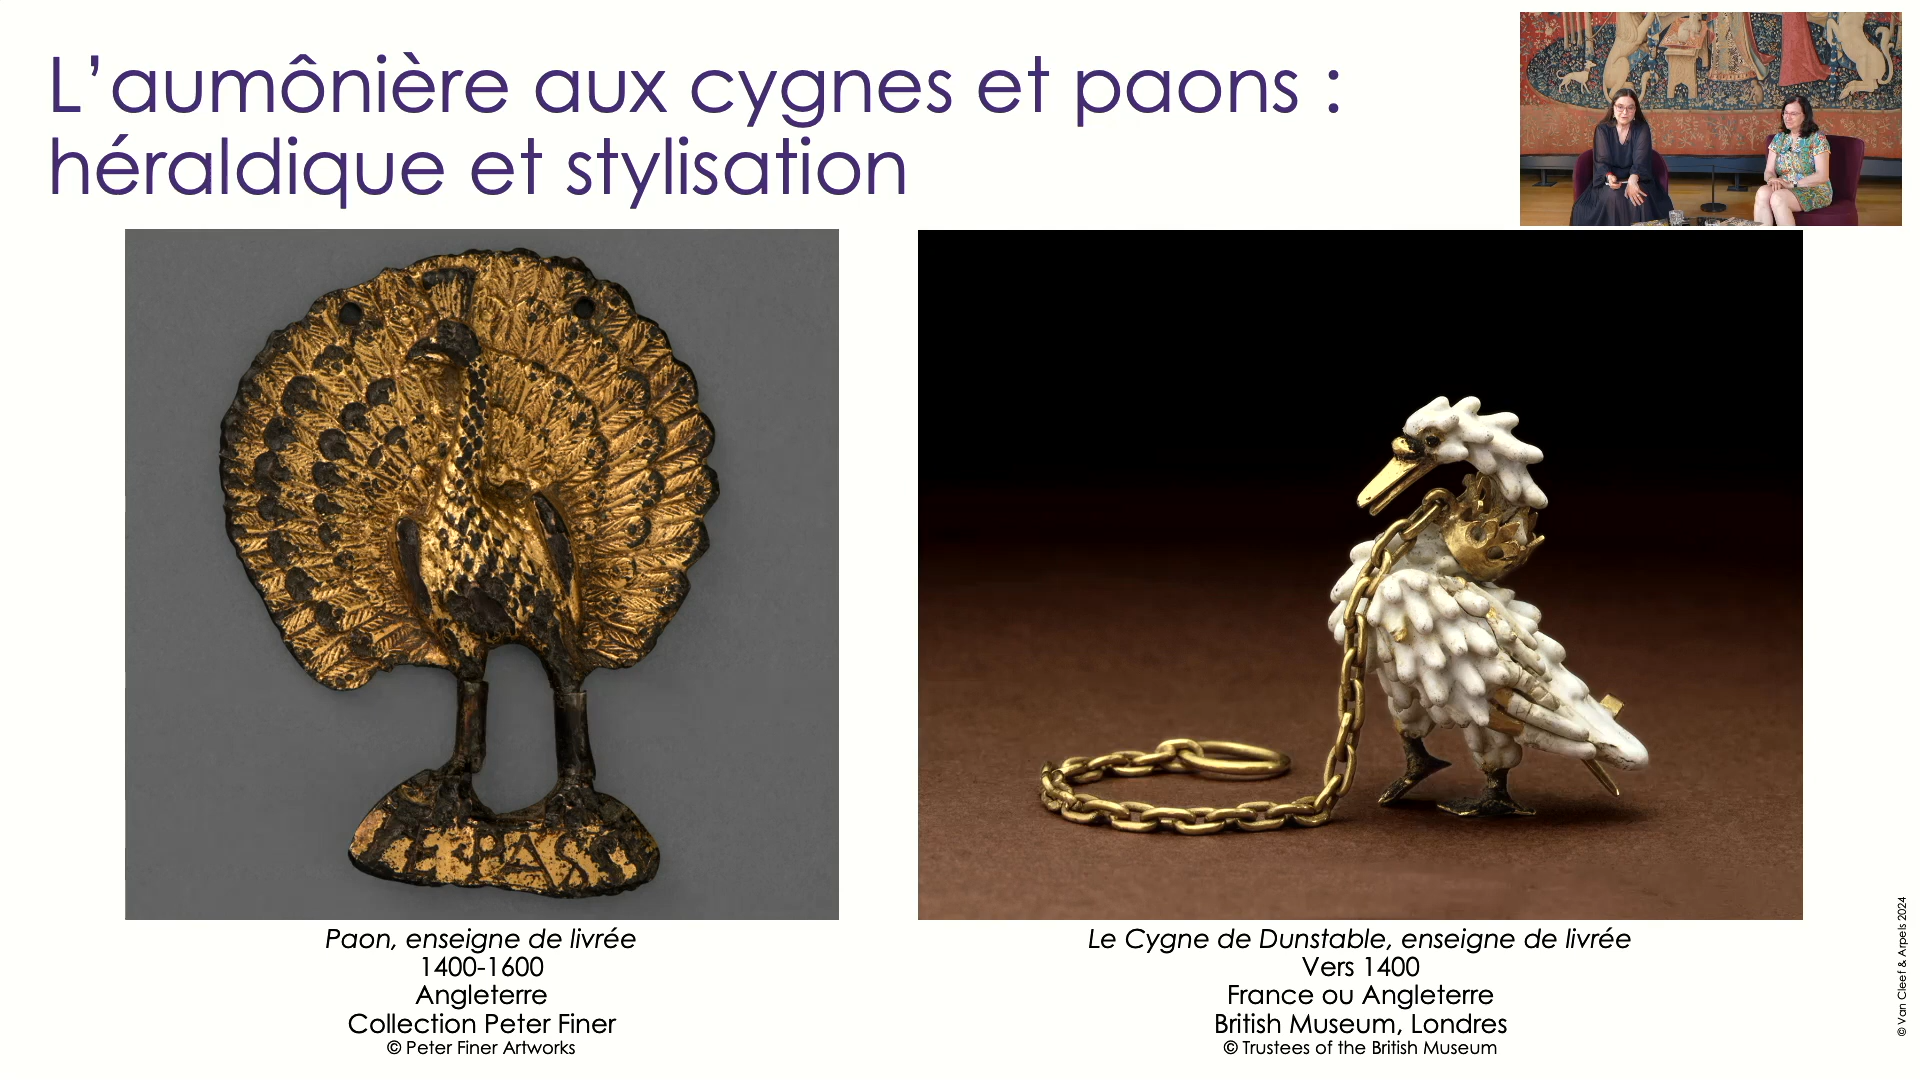 L’aumônière aux cygnes et paons :
héraldique et stylisation
Paon, enseigne de livrée
1400-1600
Angleterre
Collection Peter Finer
© Peter Finer Artworks
Le Cygne de Dunstable, enseigne de livrée
Vers 1400
France ou Angleterre
British Museum, Londres
© Trustees of the British Museum
© Van Cleef & Arpels 2024